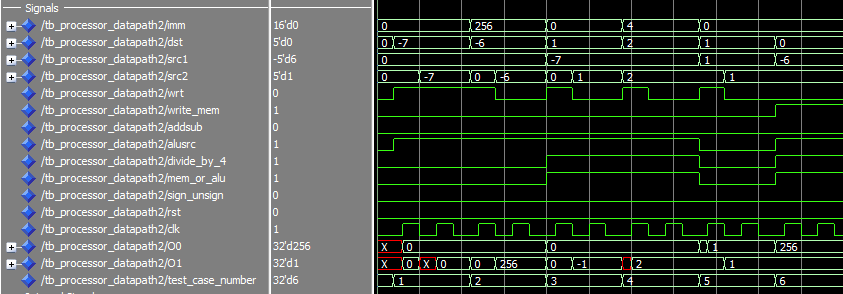 Signals
/tb_processor_datapath2/imm 16'd0 0 256 0 4 0
/tb_processor_datapath2/dst 5'd0 0 -7 -6 1 2 1 0
/tb_processor_datapath2/src1 -5'd6 0 -7 1 -6
/tb_processor_datapath2/src2 5'd1 0 -7 0 -6 0 1 2 1
/tb_processor_datapath2/wrt 0
/tb_processor_datapath2/write_mem 1
/tb_processor_datapath2/addsub 0
/tb_processor_datapath2/alusrc 1
/tb_processor_datapath2/divide_by_4 1
/tb_processor_datapath2/mem_or_alu 1
/tb_processor_datapath2/sign_unsign 0
/tb_processor_datapath2/rst 0
/tb_processor_datapath2/clk 1
/tb_processor_datapath2/O0 32'd256 X 0 0 1 256
/tb_processor_datapath2/O1 32'd1 X 0 X 0 0 256 0 -1 2 1
/tb_processor_datapath2/test_case_number 32'd6 1 2 3 4 5 6